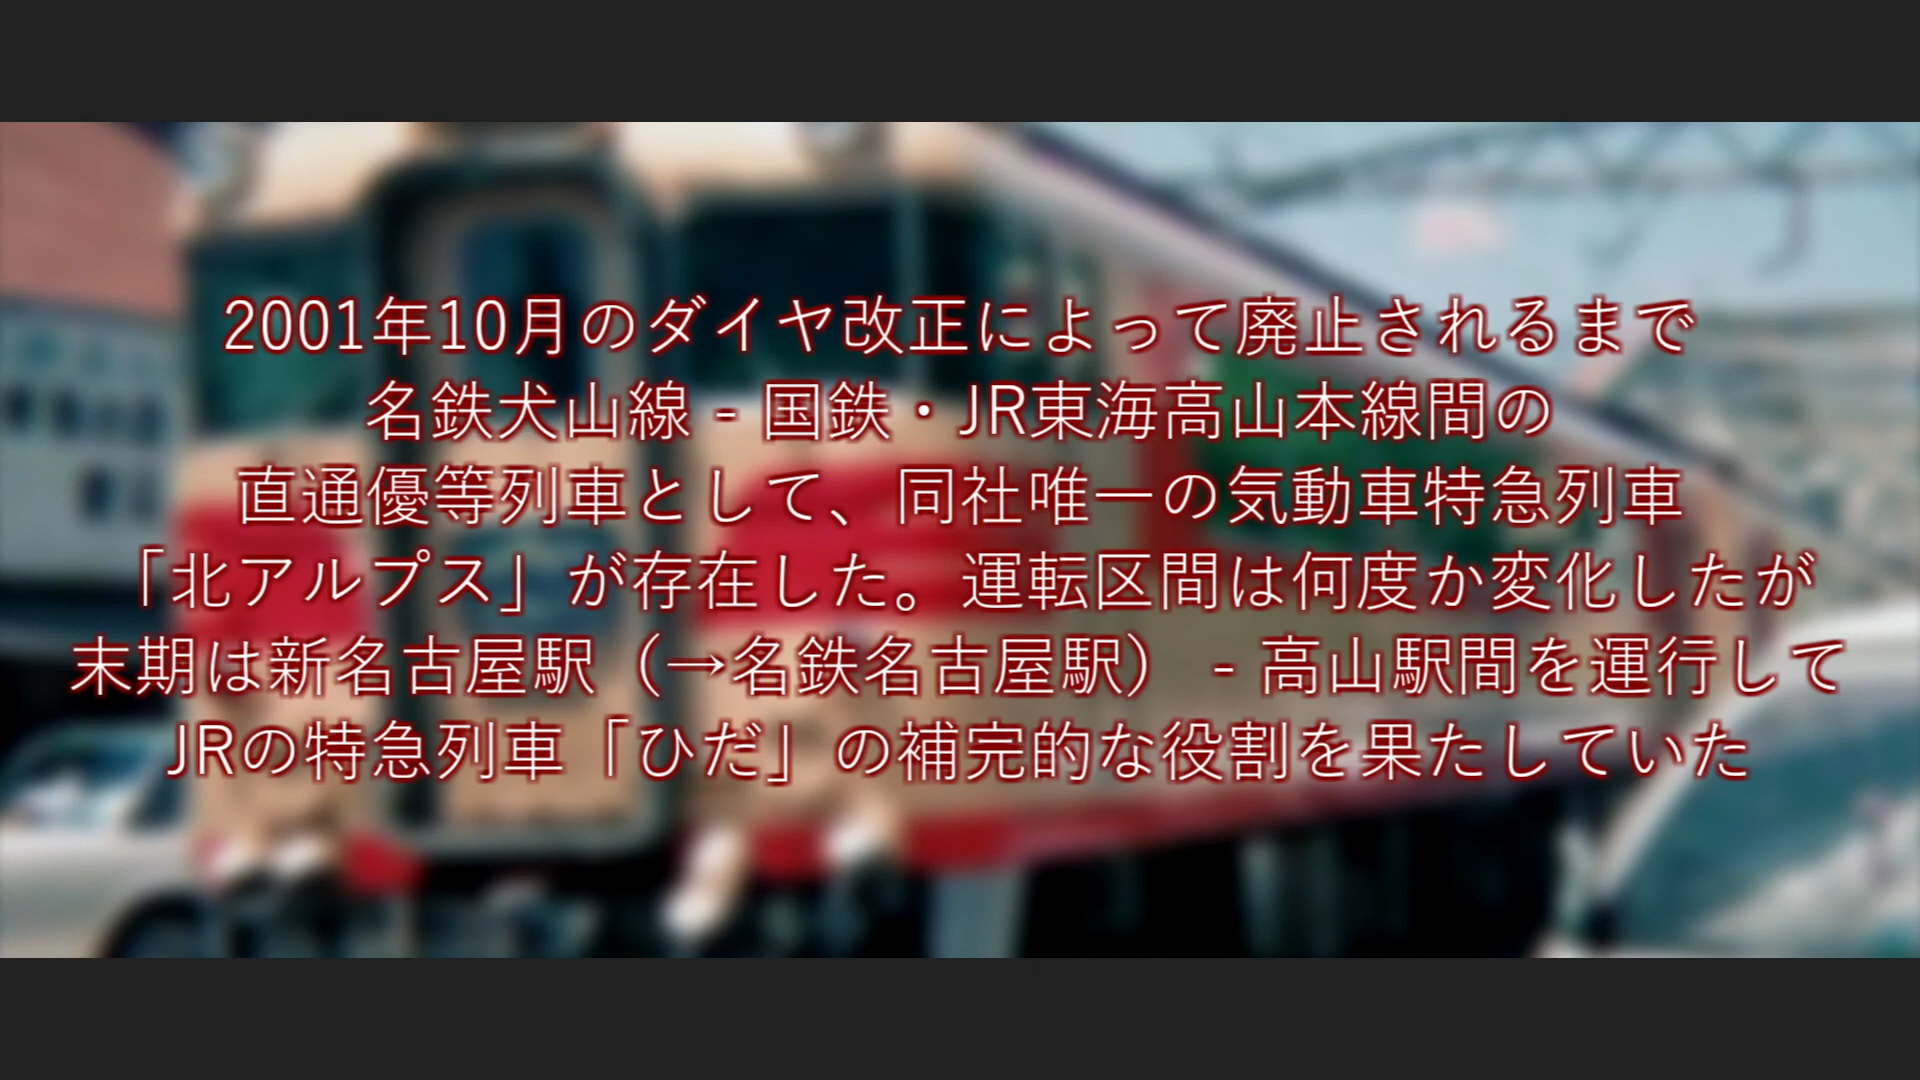 2001年10月のダイヤ改正によって廃止されるまで
名鉄犬山線 - 国鉄・JR東海高山本線間の
直通優等列車として、同社唯一の気動車特急列車
「北アルプス」が存在した。運転区間は何度か変化したが
末期は新名古屋駅（→名鉄名古屋駅） - 高山駅間を運行して
JRの特急列車「ひだ」の補完的な役割を果たしていた